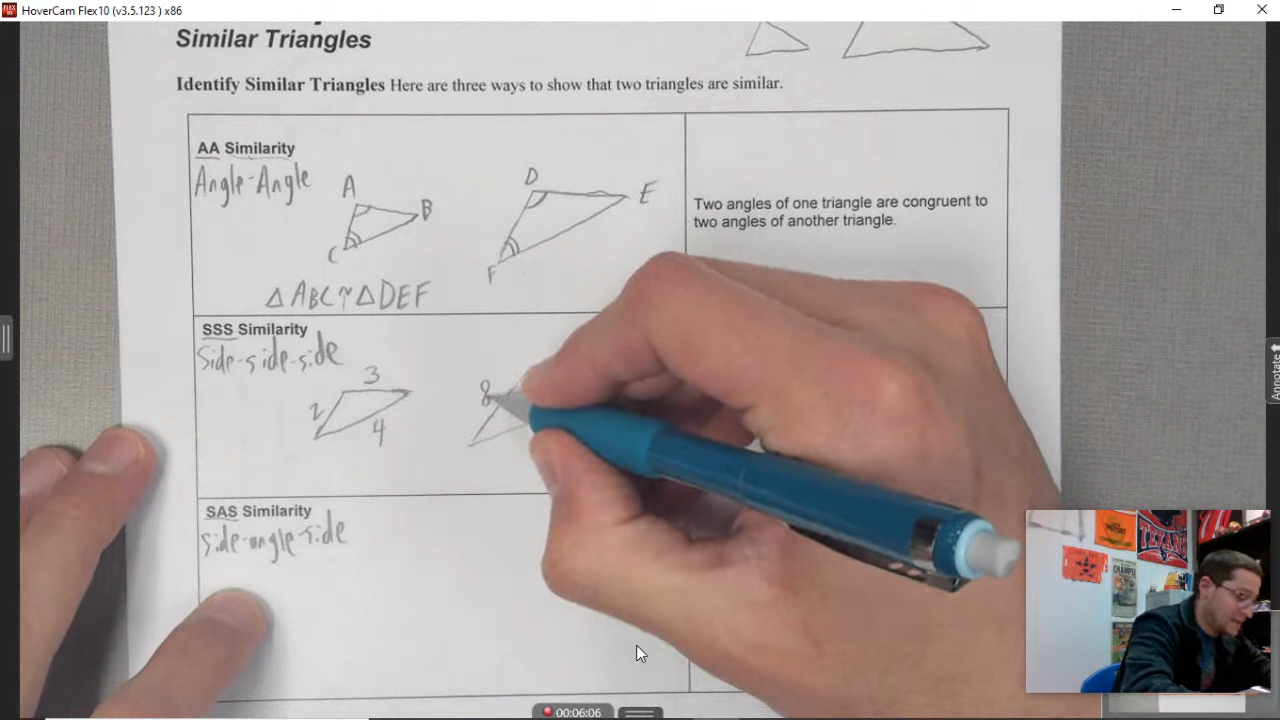 HoverCam Flex10 (v3.5.123 ) x86
Similar Triangles
Identify Similar Triangles Here are three ways to show that two triangles are similar.
AA Similarity
Angle-Angle
A
B
C
D
E
F
△ABC~△DEF
Two angles of one triangle are congruent to
two angles of another triangle.
SSS Similarity
Side-side-side
3
2
4
8
SAS Similarity
side-angle-side
TEXANS
Annotate
00:06:06